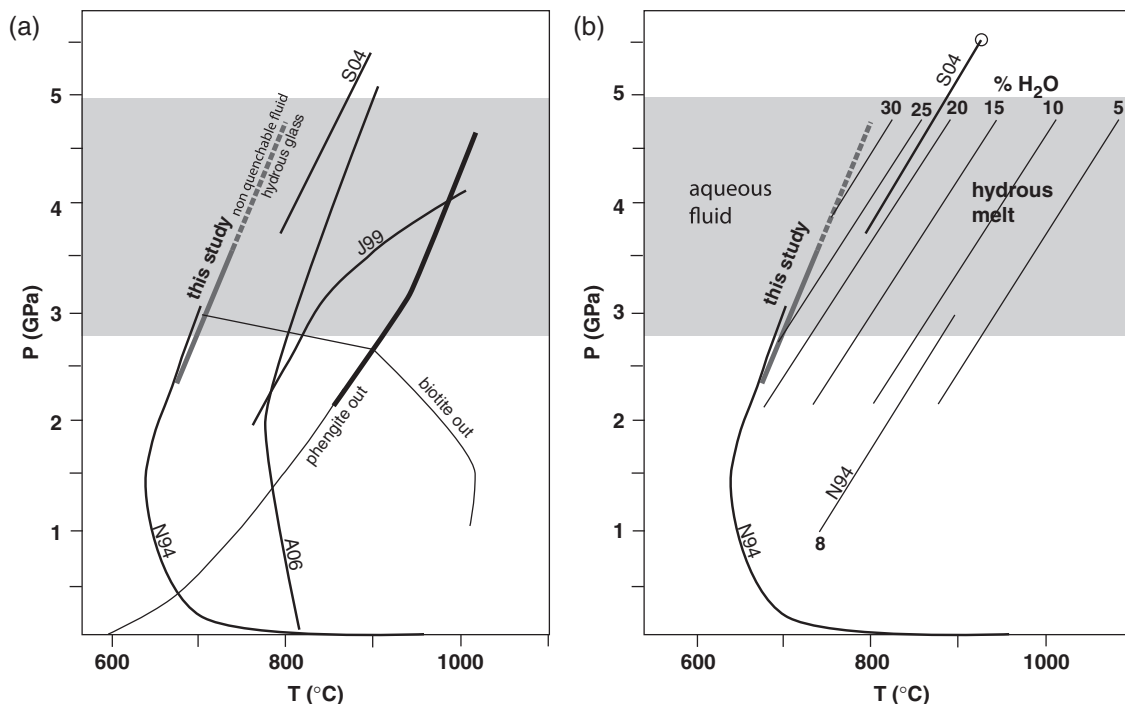 (a)
5
4
3
2
1
P (GPa)
600
800
1000
T (°C)
S04
non quenchable fluid
hydrous glass
this study
J99
phengite out
biotite out
N94
A06
(b)
5
4
3
2
1
P (GPa)
600
800
1000
T (°C)
S04
% H₂O
30
25
20
15
10
5
aqueous
fluid
hydrous
melt
this study
N94
8
N94